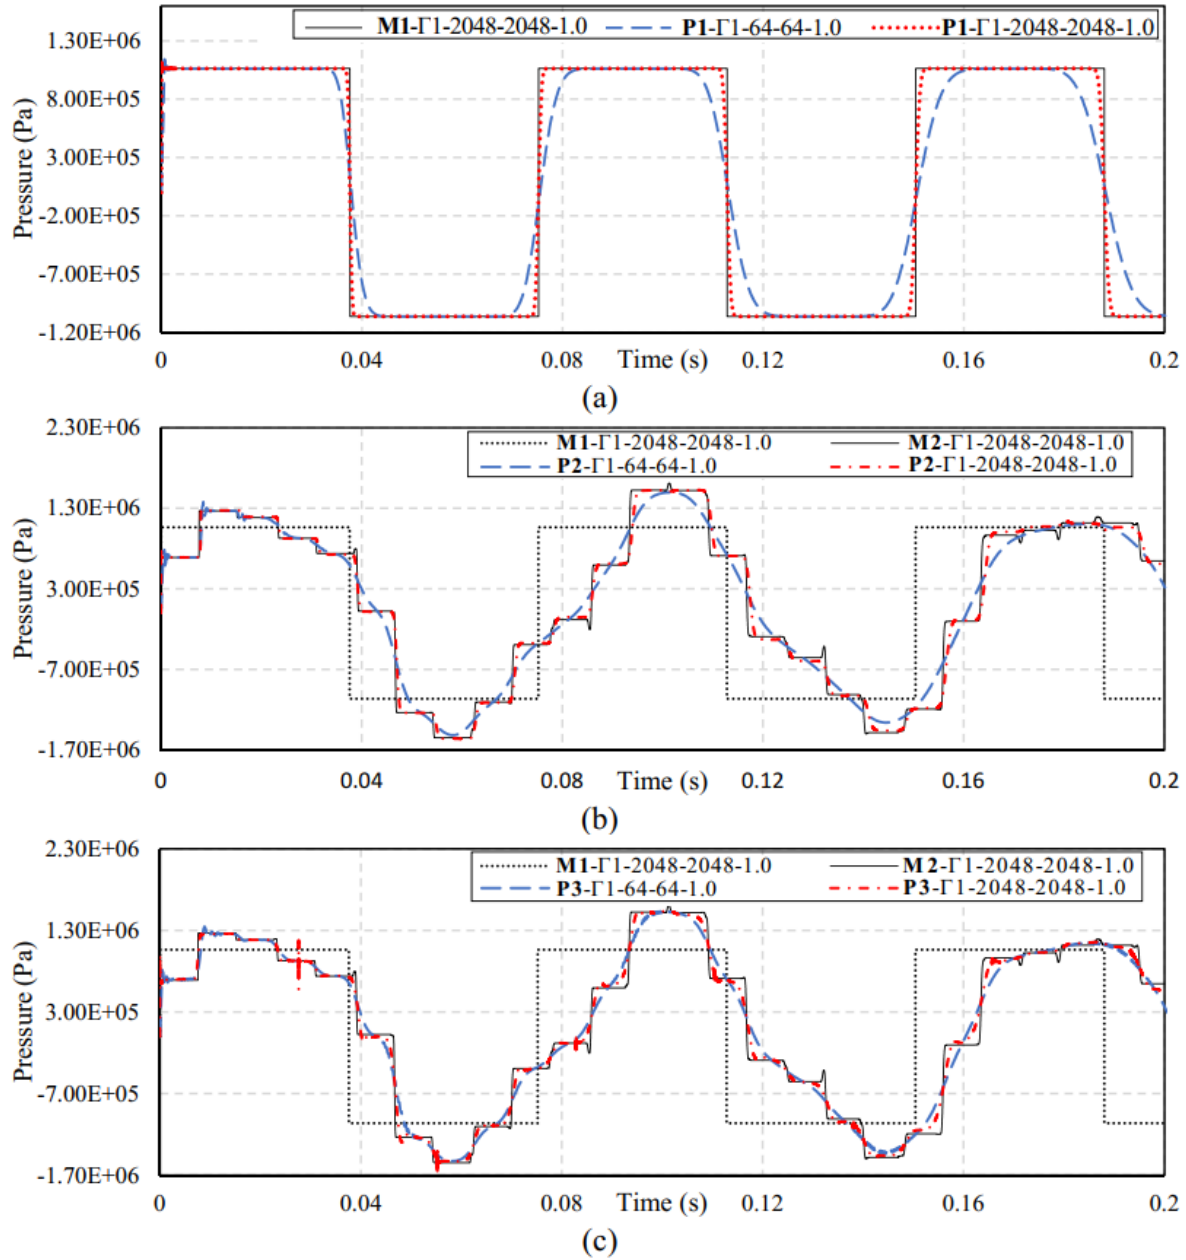 M1-Γ1-2048-2048-1.0 P1-Γ1-64-64-1.0 P1-Γ1-2048-2048-1.0
1.30E+06
8.00E+05
3.00E+05
-2.00E+05
-7.00E+05
-1.20E+06
Pressure (Pa)
0 0.04 0.08 0.12 0.16 0.2
Time (s)
(a)
M1-Γ1-2048-2048-1.0 M2-Γ1-2048-2048-1.0
P2-Γ1-64-64-1.0 P2-Γ1-2048-2048-1.0
2.30E+06
1.30E+06
3.00E+05
-7.00E+05
-1.70E+06
Pressure (Pa)
0 0.04 0.08 0.12 0.16 0.2
Time (s)
(b)
M1-Γ1-2048-2048-1.0 M2-Γ1-2048-2048-1.0
P3-Γ1-64-64-1.0 P3-Γ1-2048-2048-1.0
2.30E+06
1.30E+06
3.00E+05
-7.00E+05
-1.70E+06
Pressure (Pa)
0 0.04 0.08 0.12 0.16 0.2
Time (s)
(c)